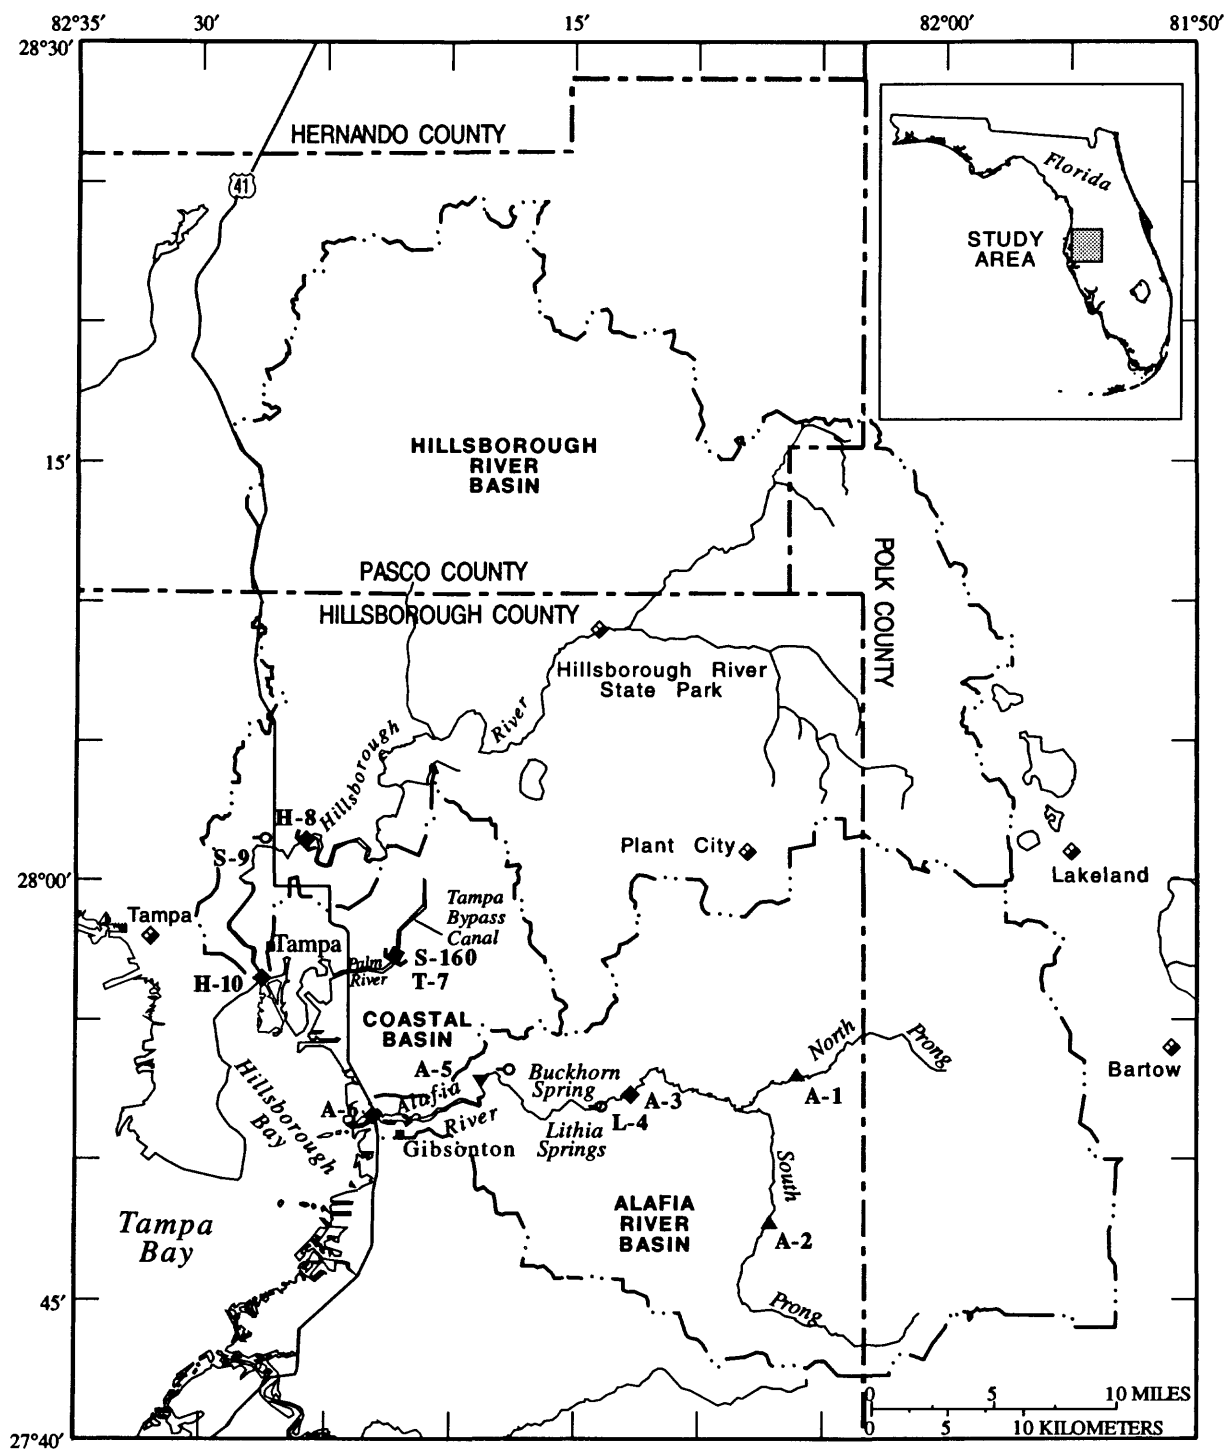 82°35′ 30′ 15′ 82°00′ 81°50′
28°30′
HERNANDO COUNTY
41
Florida
STUDY
AREA
HILLSBOROUGH
RIVER
BASIN
15′
PASCO COUNTY
HILLSBOROUGH COUNTY
POLK COUNTY
Hillsborough River
State Park
Hillsborough
River
H-8
S-9
Plant City
Lakeland
28°00′
Tampa
Tampa
Bypass
Canal
Tampa
Palm
River
S-160
T-7
H-10
COASTAL
BASIN
North
Prong
A-5
Buckhorn
Spring
Bartow
Alafia
River
A-1
A-3
L-4
A-6
Lithia
Springs
Gibsonton
Hillsborough
Bay
South
ALAFIA
RIVER
BASIN
Tampa
Bay
A-2
45′
Prong
0 5 10 MILES
0 5 10 KILOMETERS
27°40′